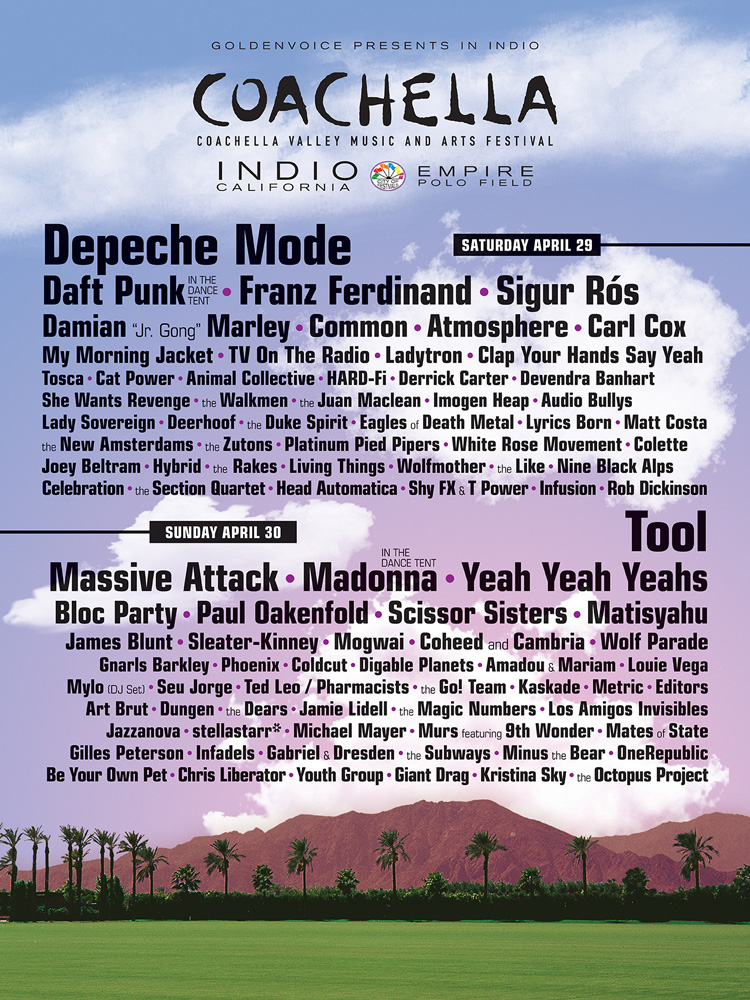 GOLDENVOICE PRESENTS IN INDIO
COACHELLA
COACHELLA VALLEY MUSIC AND ARTS FESTIVAL
INDIO CALIFORNIA CITY OF FESTIVALS EMPIRE POLO FIELD
SATURDAY APRIL 29
Depeche Mode
Daft Punk IN THE DANCE TENT • Franz Ferdinand • Sigur Rós
Damian "Jr. Gong" Marley • Common • Atmosphere • Carl Cox
My Morning Jacket • TV On The Radio • Ladytron • Clap Your Hands Say Yeah
Tosca • Cat Power • Animal Collective • HARD-Fi • Derrick Carter • Devendra Banhart
She Wants Revenge • the Walkmen • the Juan Maclean • Imogen Heap • Audio Bullys
Lady Sovereign • Deerhoof • the Duke Spirit • Eagles of Death Metal • Lyrics Born • Matt Costa
the New Amsterdams • the Zutons • Platinum Pied Pipers • White Rose Movement • Colette
Joey Beltram • Hybrid • the Rakes • Living Things • Wolfmother • the Like • Nine Black Alps
Celebration • the Section Quartet • Head Automatica • Shy FX & T Power • Infusion • Rob Dickinson
SUNDAY APRIL 30
Tool
Massive Attack • Madonna IN THE DANCE TENT • Yeah Yeah Yeahs
Bloc Party • Paul Oakenfold • Scissor Sisters • Matisyahu
James Blunt • Sleater-Kinney • Mogwai • Coheed and Cambria • Wolf Parade
Gnarls Barkley • Phoenix • Coldcut • Digable Planets • Amadou & Mariam • Louie Vega
Mylo (DJ Set) • Seu Jorge • Ted Leo / Pharmacists • the Go! Team • Kaskade • Metric • Editors
Art Brut • Dungen • the Dears • Jamie Lidell • the Magic Numbers • Los Amigos Invisibles
Jazzanova • stellastarr* • Michael Mayer • Murs featuring 9th Wonder • Mates of State
Gilles Peterson • Infadels • Gabriel & Dresden • the Subways • Minus the Bear • OneRepublic
Be Your Own Pet • Chris Liberator • Youth Group • Giant Drag • Kristina Sky • the Octopus Project